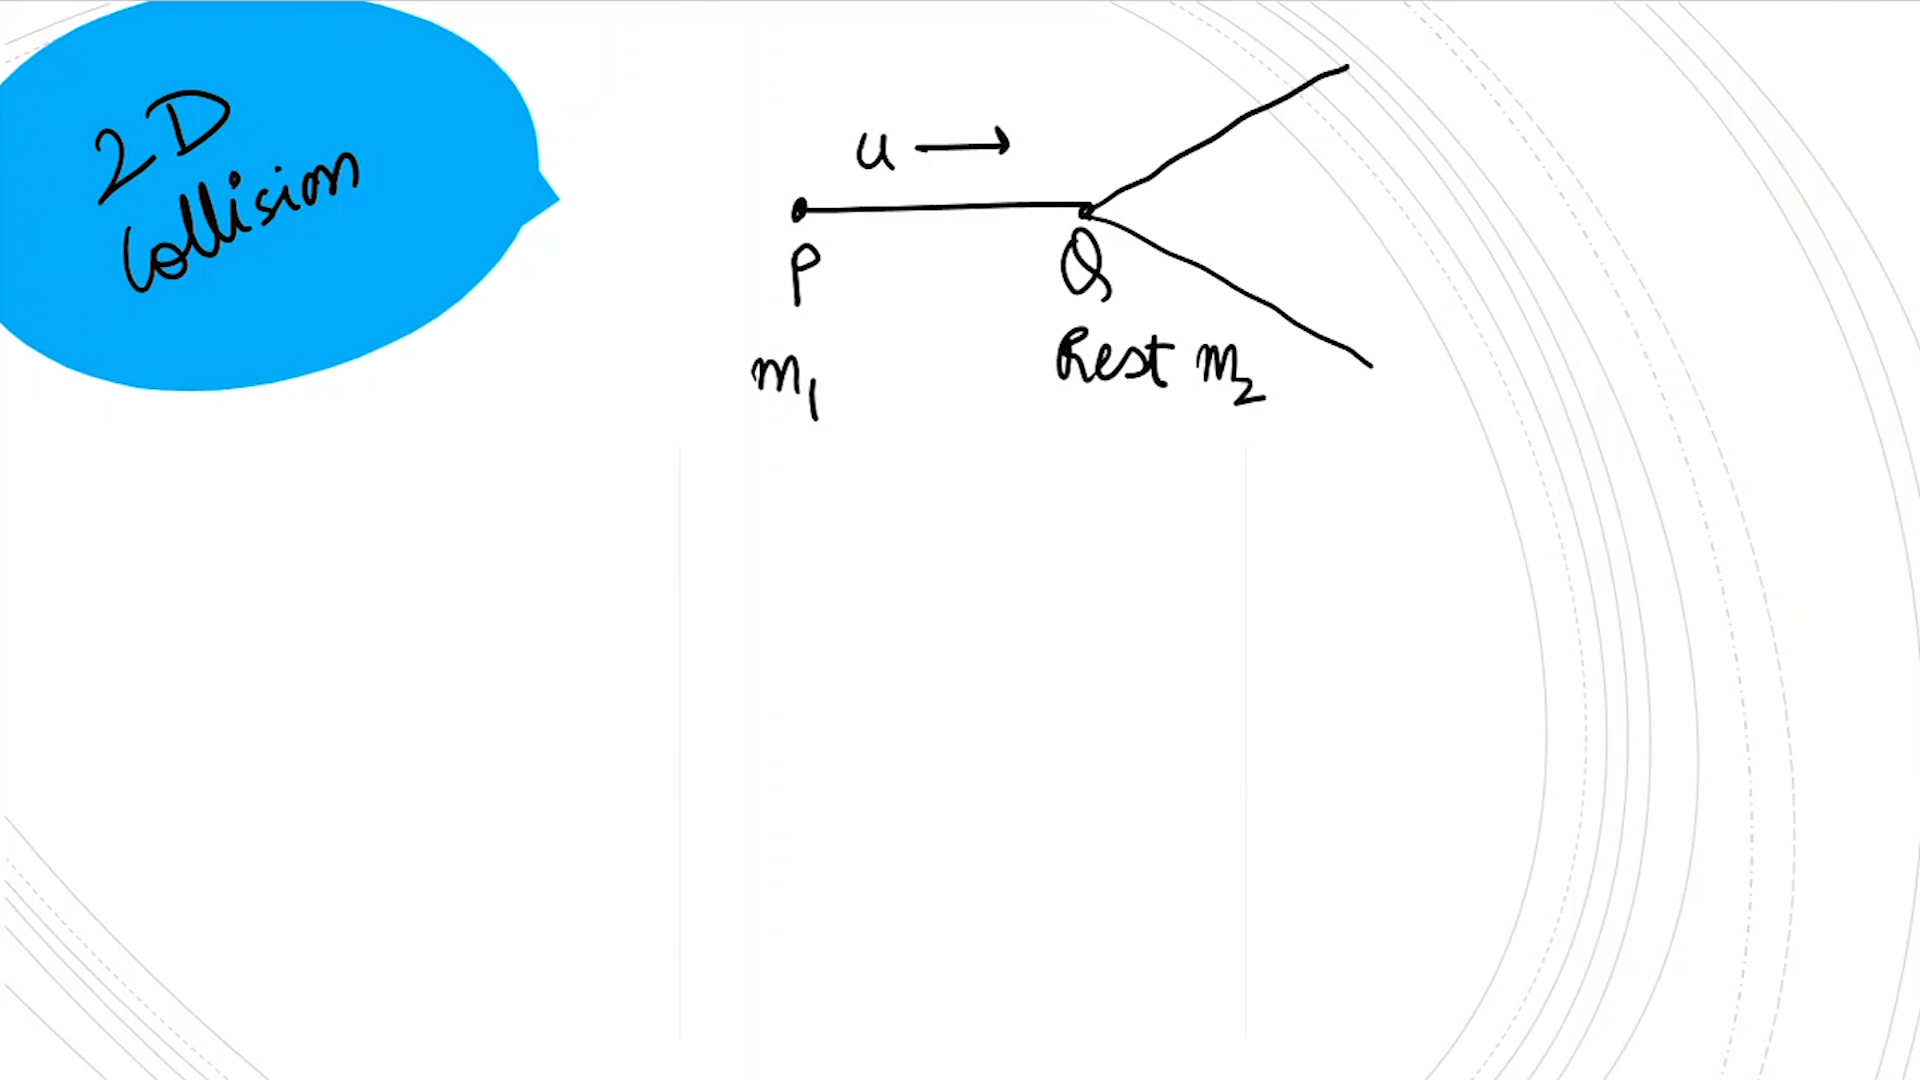 2D
Collision
u →
P
Q
m₁
Rest m₂